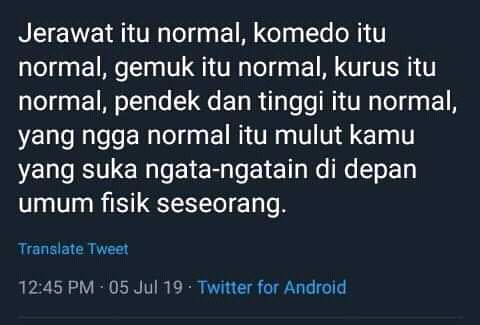 Jerawat itu normal, komedo itu
normal, gemuk itu normal, kurus itu
normal, pendek dan tinggi itu normal,
yang ngga normal itu mulut kamu
yang suka ngata-ngatain di depan
umum fisik seseorang.
Translate Tweet
12:45 PM · 05 Jul 19 · Twitter for Android